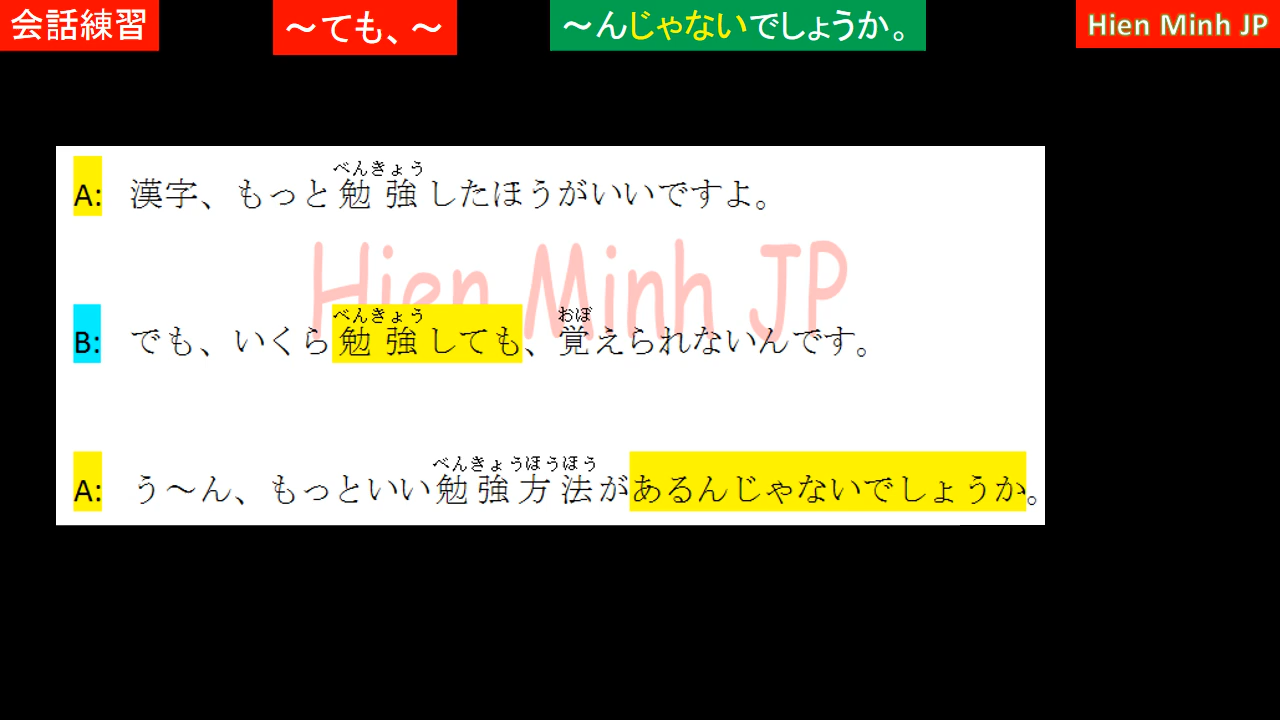 会話練習
～ても、～
～んじゃないでしょうか。
Hien Minh JP
べんきょう
A: 漢字、もっと勉強したほうがいいですよ。
Hien Minh JP
べんきょう おぼ
B: でも、いくら勉強しても、覚えられないんです。
べんきょうほうほう
A: う～ん、もっといい勉強方法があるんじゃないでしょうか。